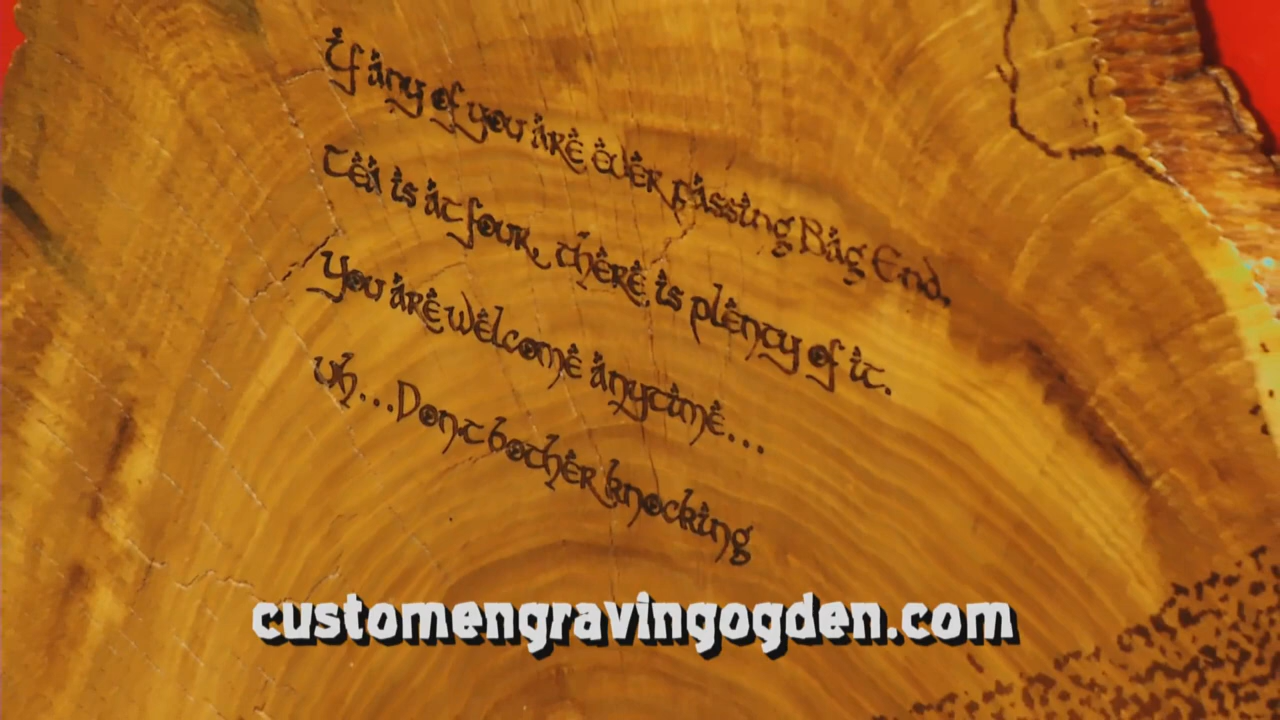 If any of you are ever passing Bag End,
Tea is at four, there is plenty of it.
You are welcome anytime...
Uh...Dont bother knocking
customengravingogden.com